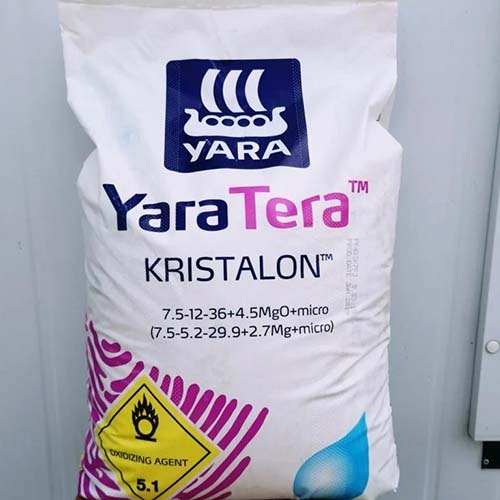 YARA
YaraTera™
KRISTALON™
7.5-12-36+4.5MgO+micro
(7.5-5.2-29.9+2.7Mg+micro)
OXIDIZING AGENT
5.1